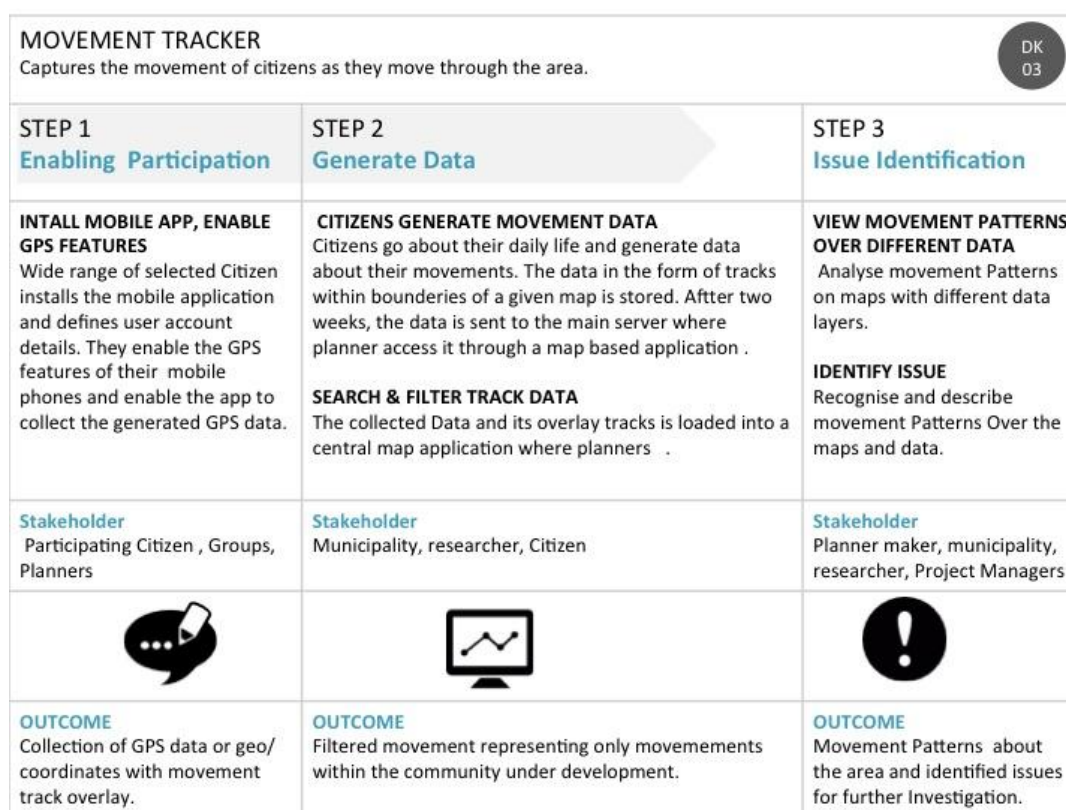 MOVEMENT TRACKER
Captures the movement of citizens as they move through the area.
DK
03
STEP 1
Enabling Participation
STEP 2
Generate Data
STEP 3
Issue Identification
INTALL MOBILE APP, ENABLE
GPS FEATURES
Wide range of selected Citizen
installs the mobile application
and defines user account
details. They enable the GPS
features of their mobile
phones and enable the app to
collect the generated GPS data.
CITIZENS GENERATE MOVEMENT DATA
Citizens go about their daily life and generate data
about their movements. The data in the form of tracks
within bounderies of a given map is stored. Aftter two
weeks, the data is sent to the main server where
planner access it through a map based application .
SEARCH & FILTER TRACK DATA
The collected Data and its overlay tracks is loaded into a
central map application where planners .
VIEW MOVEMENT PATTERNS
OVER DIFFERENT DATA
Analyse movement Patterns
on maps with different data
layers.
IDENTIFY ISSUE
Recognise and describe
movement Patterns Over the
maps and data.
Stakeholder
Participating Citizen , Groups,
Planners
Stakeholder
Municipality, researcher, Citizen
Stakeholder
Planner maker, municipality,
researcher, Project Managers
OUTCOME
Collection of GPS data or geo/
coordinates with movement
track overlay.
OUTCOME
Filtered movement representing only movemements
within the community under development.
OUTCOME
Movement Patterns about
the area and identified issues
for further Investigation.